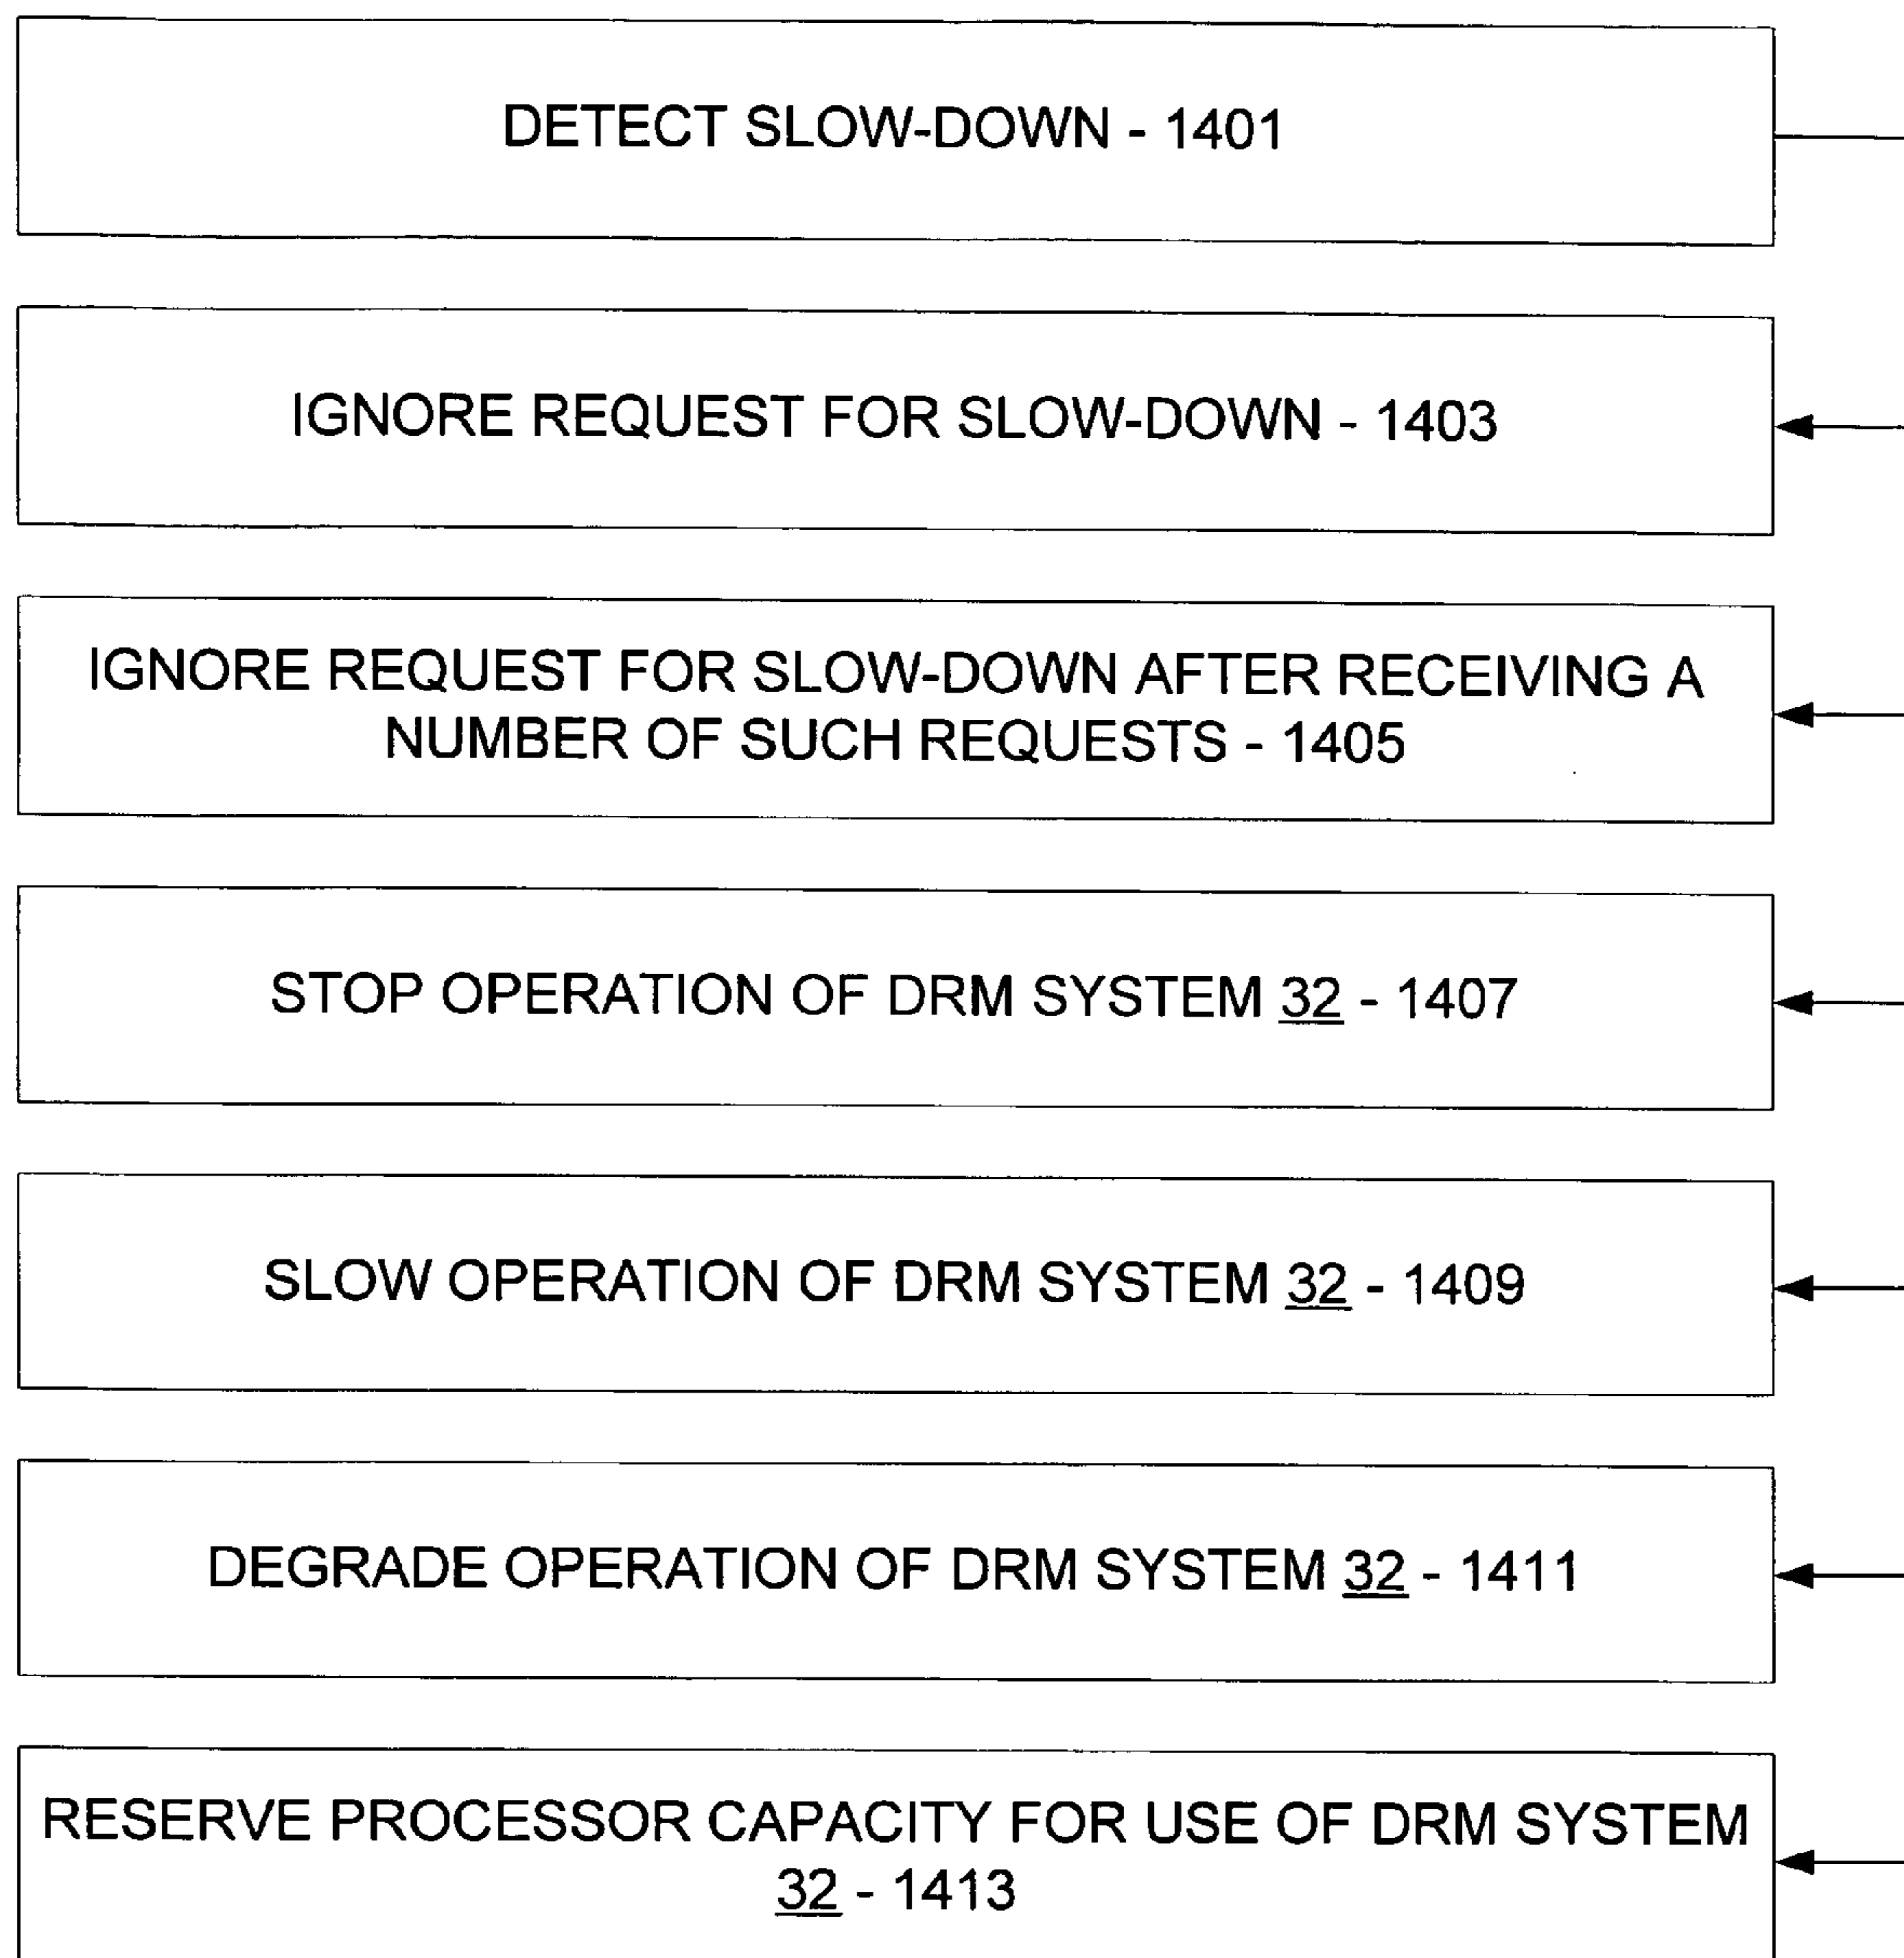 DETECT SLOW-DOWN - 1401
IGNORE REQUEST FOR SLOW-DOWN - 1403
IGNORE REQUEST FOR SLOW-DOWN AFTER RECEIVING A
NUMBER OF SUCH REQUESTS - 1405
STOP OPERATION OF DRM SYSTEM 32 - 1407
SLOW OPERATION OF DRM SYSTEM 32 - 1409
DEGRADE OPERATION OF DRM SYSTEM 32 - 1411
RESERVE PROCESSOR CAPACITY FOR USE OF DRM SYSTEM
32 - 1413